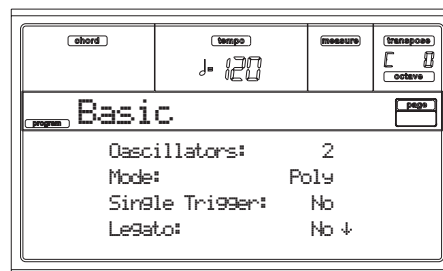 chord tempo measure transpose
♩= 120 C 0
octave
program Basic page
Oascillators: 2
Mode: Poly
Single Trigger: No
Legato: No ↓